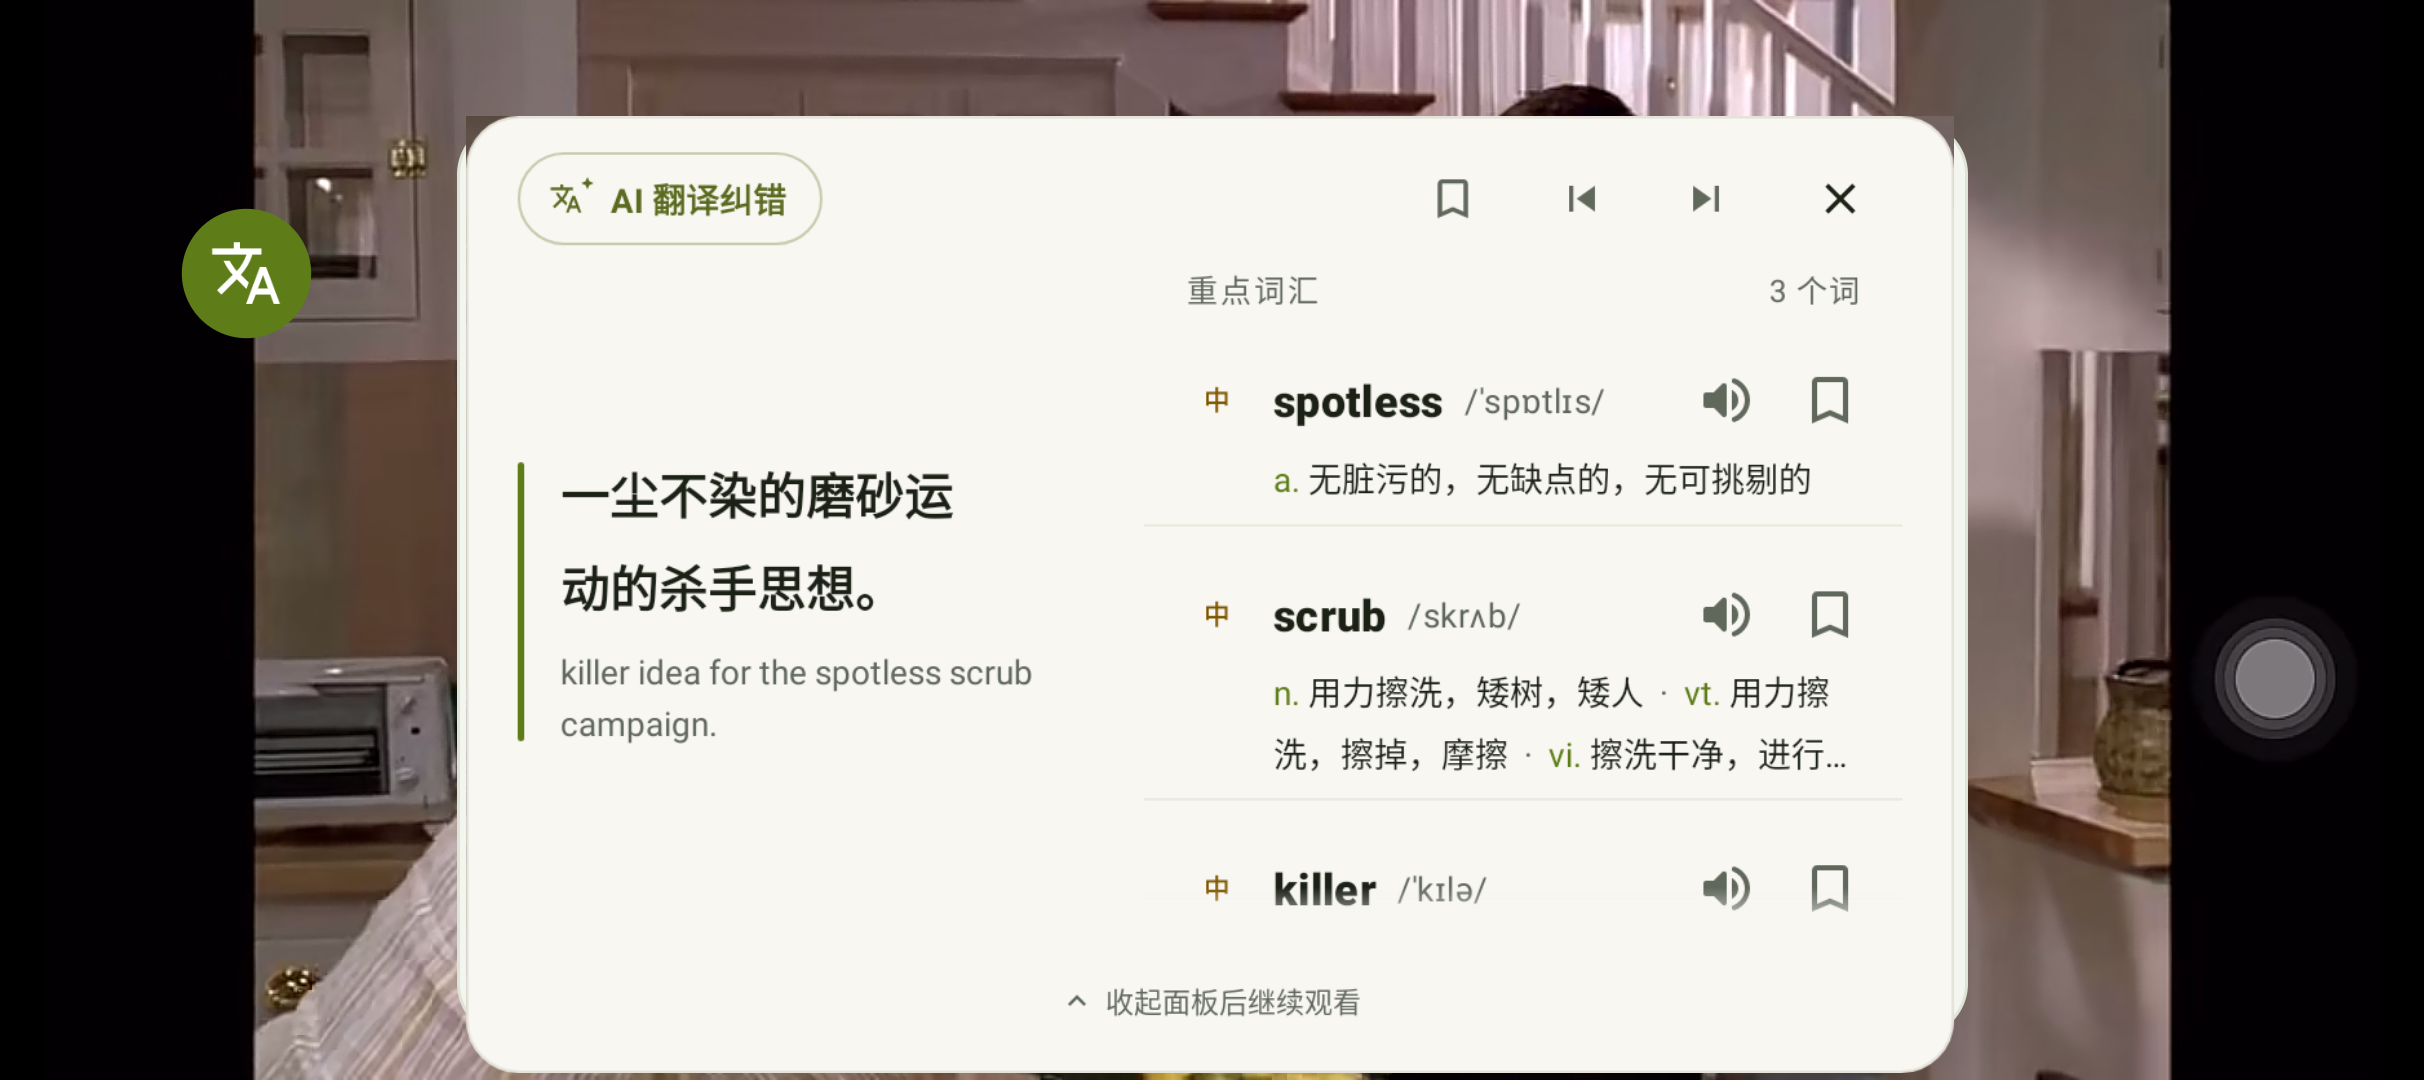 AI 翻译纠错
重点词汇
3 个词
一尘不染的磨砂运
动的杀手思想。
killer idea for the spotless scrub
campaign.
中 spotless /ˈspɒtlɪs/
a. 无脏污的，无缺点的，无可挑剔的
中 scrub /skrʌb/
n. 用力擦洗，矮树，矮人 · vt. 用力擦
洗，擦掉，摩擦 · vi. 擦洗干净，进行...
中 killer /ˈkɪlə/
收起面板后继续观看